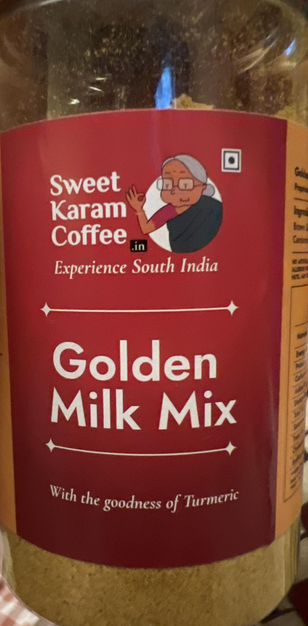 Sweet
Karam
Coffee
.in
Experience South India
Golden
Milk Mix
With the goodness of Turmeric